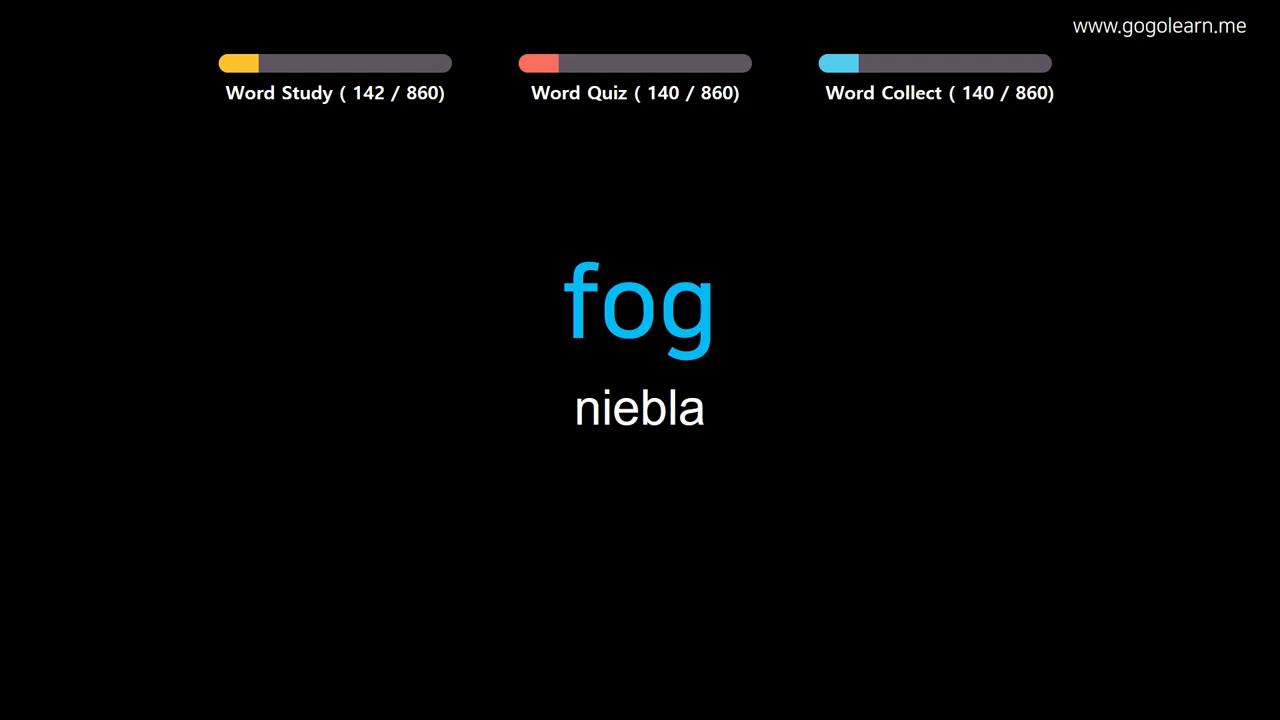 www.gogolearn.me
Word Study ( 142 / 860)
Word Quiz ( 140 / 860)
Word Collect ( 140 / 860)
fog
niebla